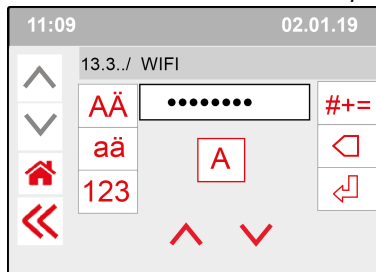 11:09 02.01.19
13.3../ WIFI
AÄ •••••••• #+=
aä A
123